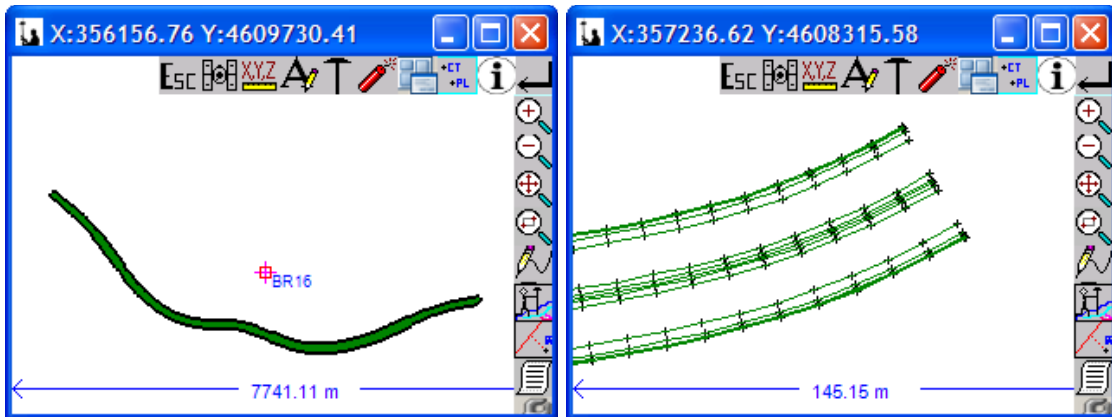 X:356156.76 Y:4609730.41
ESC X,Y,Z A T +CT +PL i
BR16
7741.11 m
X:357236.62 Y:4608315.58
ESC X,Y,Z A T +CT +PL i
145.15 m